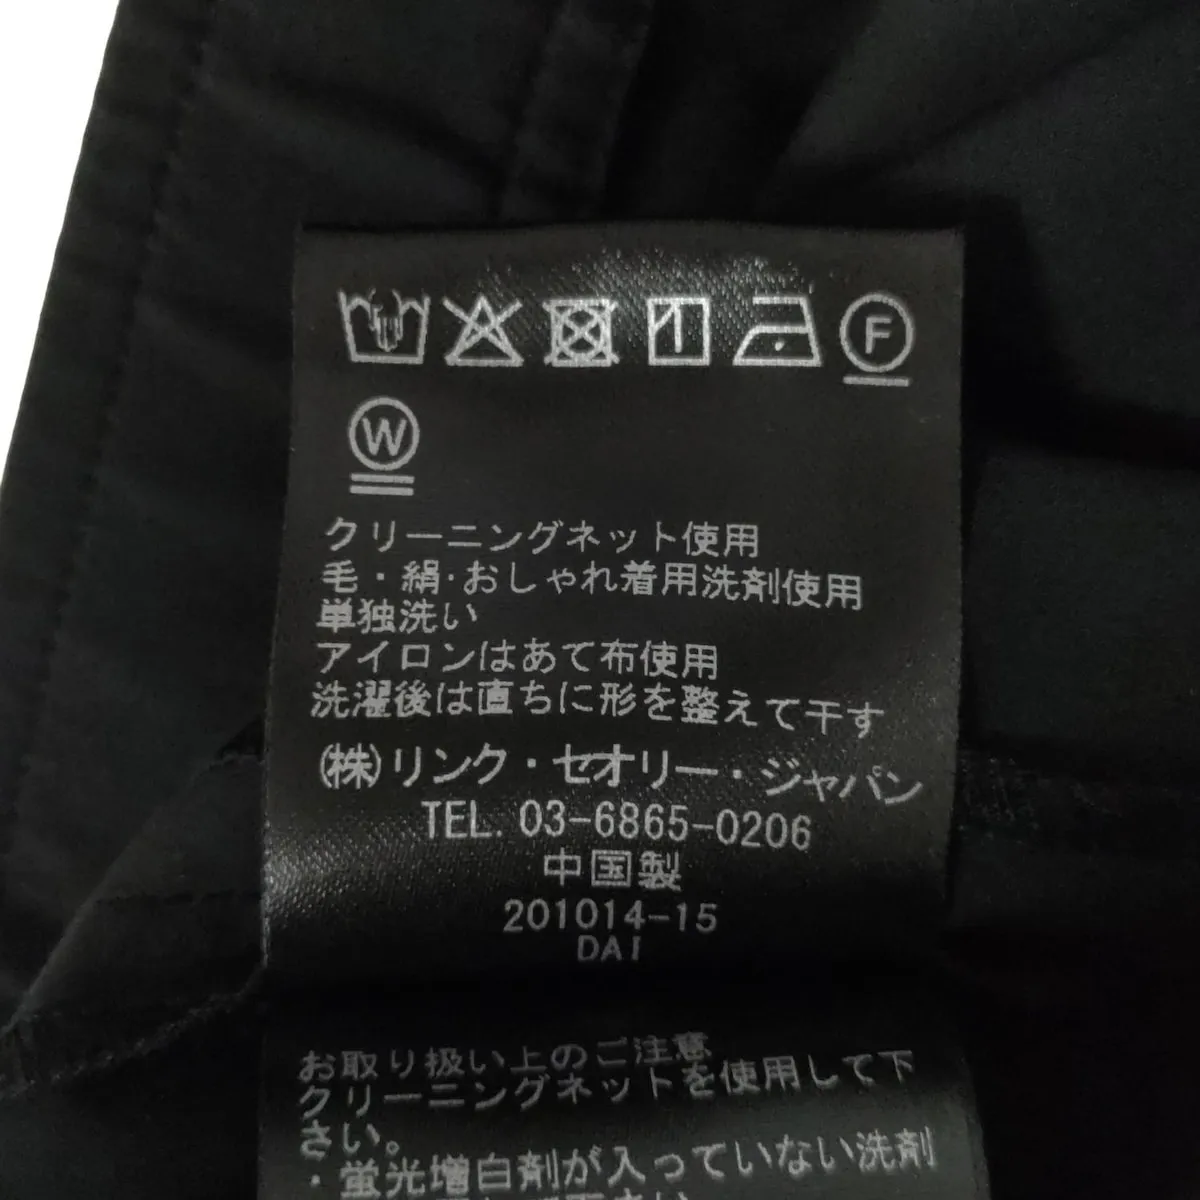 F
W
クリーニングネット使用
毛・絹・おしゃれ着用洗剤使用
単独洗い
アイロンはあて布使用
洗濯後は直ちに形を整えて干す
(株)リンク・セオリー・ジャパン
TEL. 03-6865-0206
中国製
201014-15
DAI
お取り扱い上のご注意
クリーニングネットを使用して下
さい。
・蛍光増白剤が入っていない洗剤